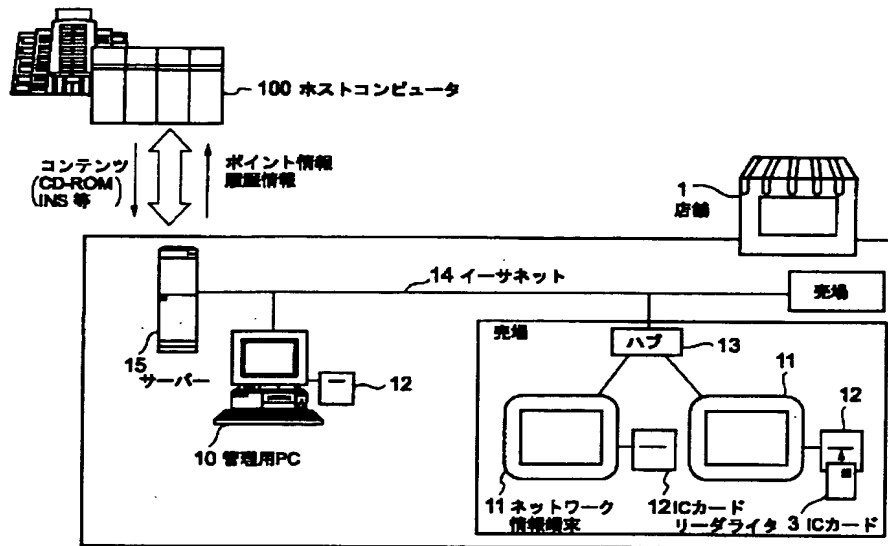 100 ホストコンピュータ
コンテンツ
(CD-ROM)
INS 等
ポイント情報
履歴情報
1
店舗
14 イーサネット
売場
売場
ハブ
13
15
サーバー
12
10 管理用PC
11
12
11 ネットワーク
情報端末
12 ICカード
リーダライタ
3 ICカード